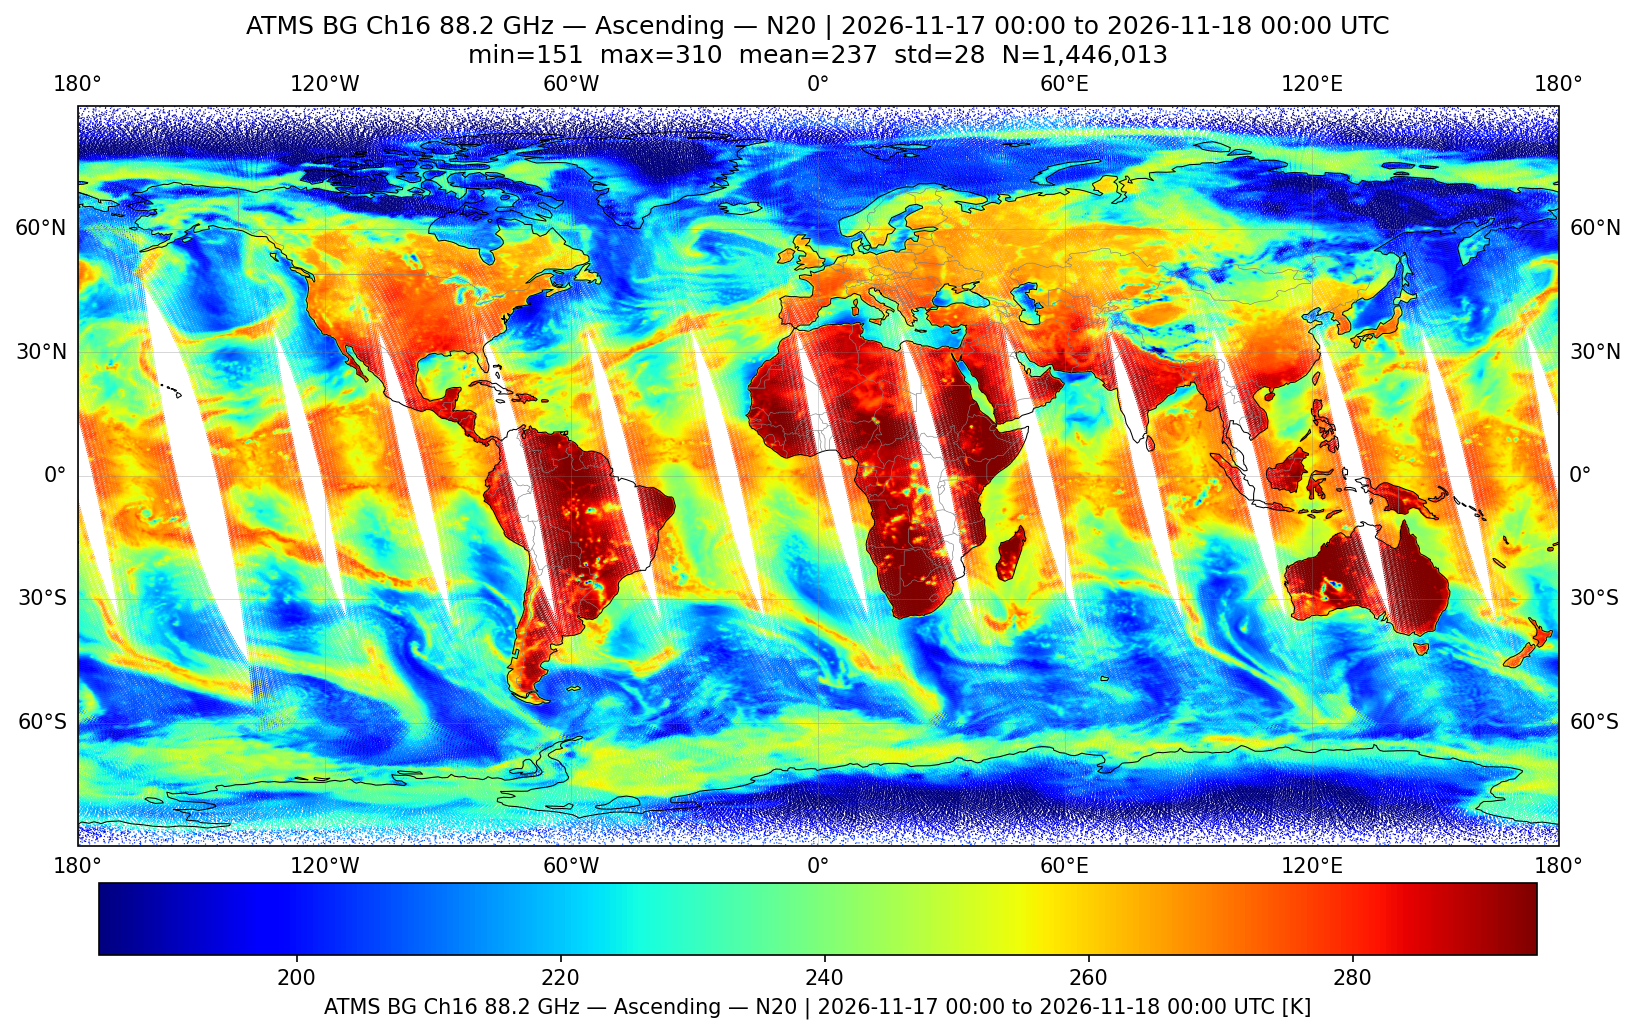 ATMS BG Ch16 88.2 GHz — Ascending — N20 | 2026-11-17 00:00 to 2026-11-18 00:00 UTC
min=151  max=310  mean=237  std=28  N=1,446,013
180° 120°W 60°W 0° 60°E 120°E 180°
60°N 60°N
30°N 30°N
0° 0°
30°S 30°S
60°S 60°S
180° 120°W 60°W 0° 60°E 120°E 180°
200 220 240 260 280
ATMS BG Ch16 88.2 GHz — Ascending — N20 | 2026-11-17 00:00 to 2026-11-18 00:00 UTC [K]